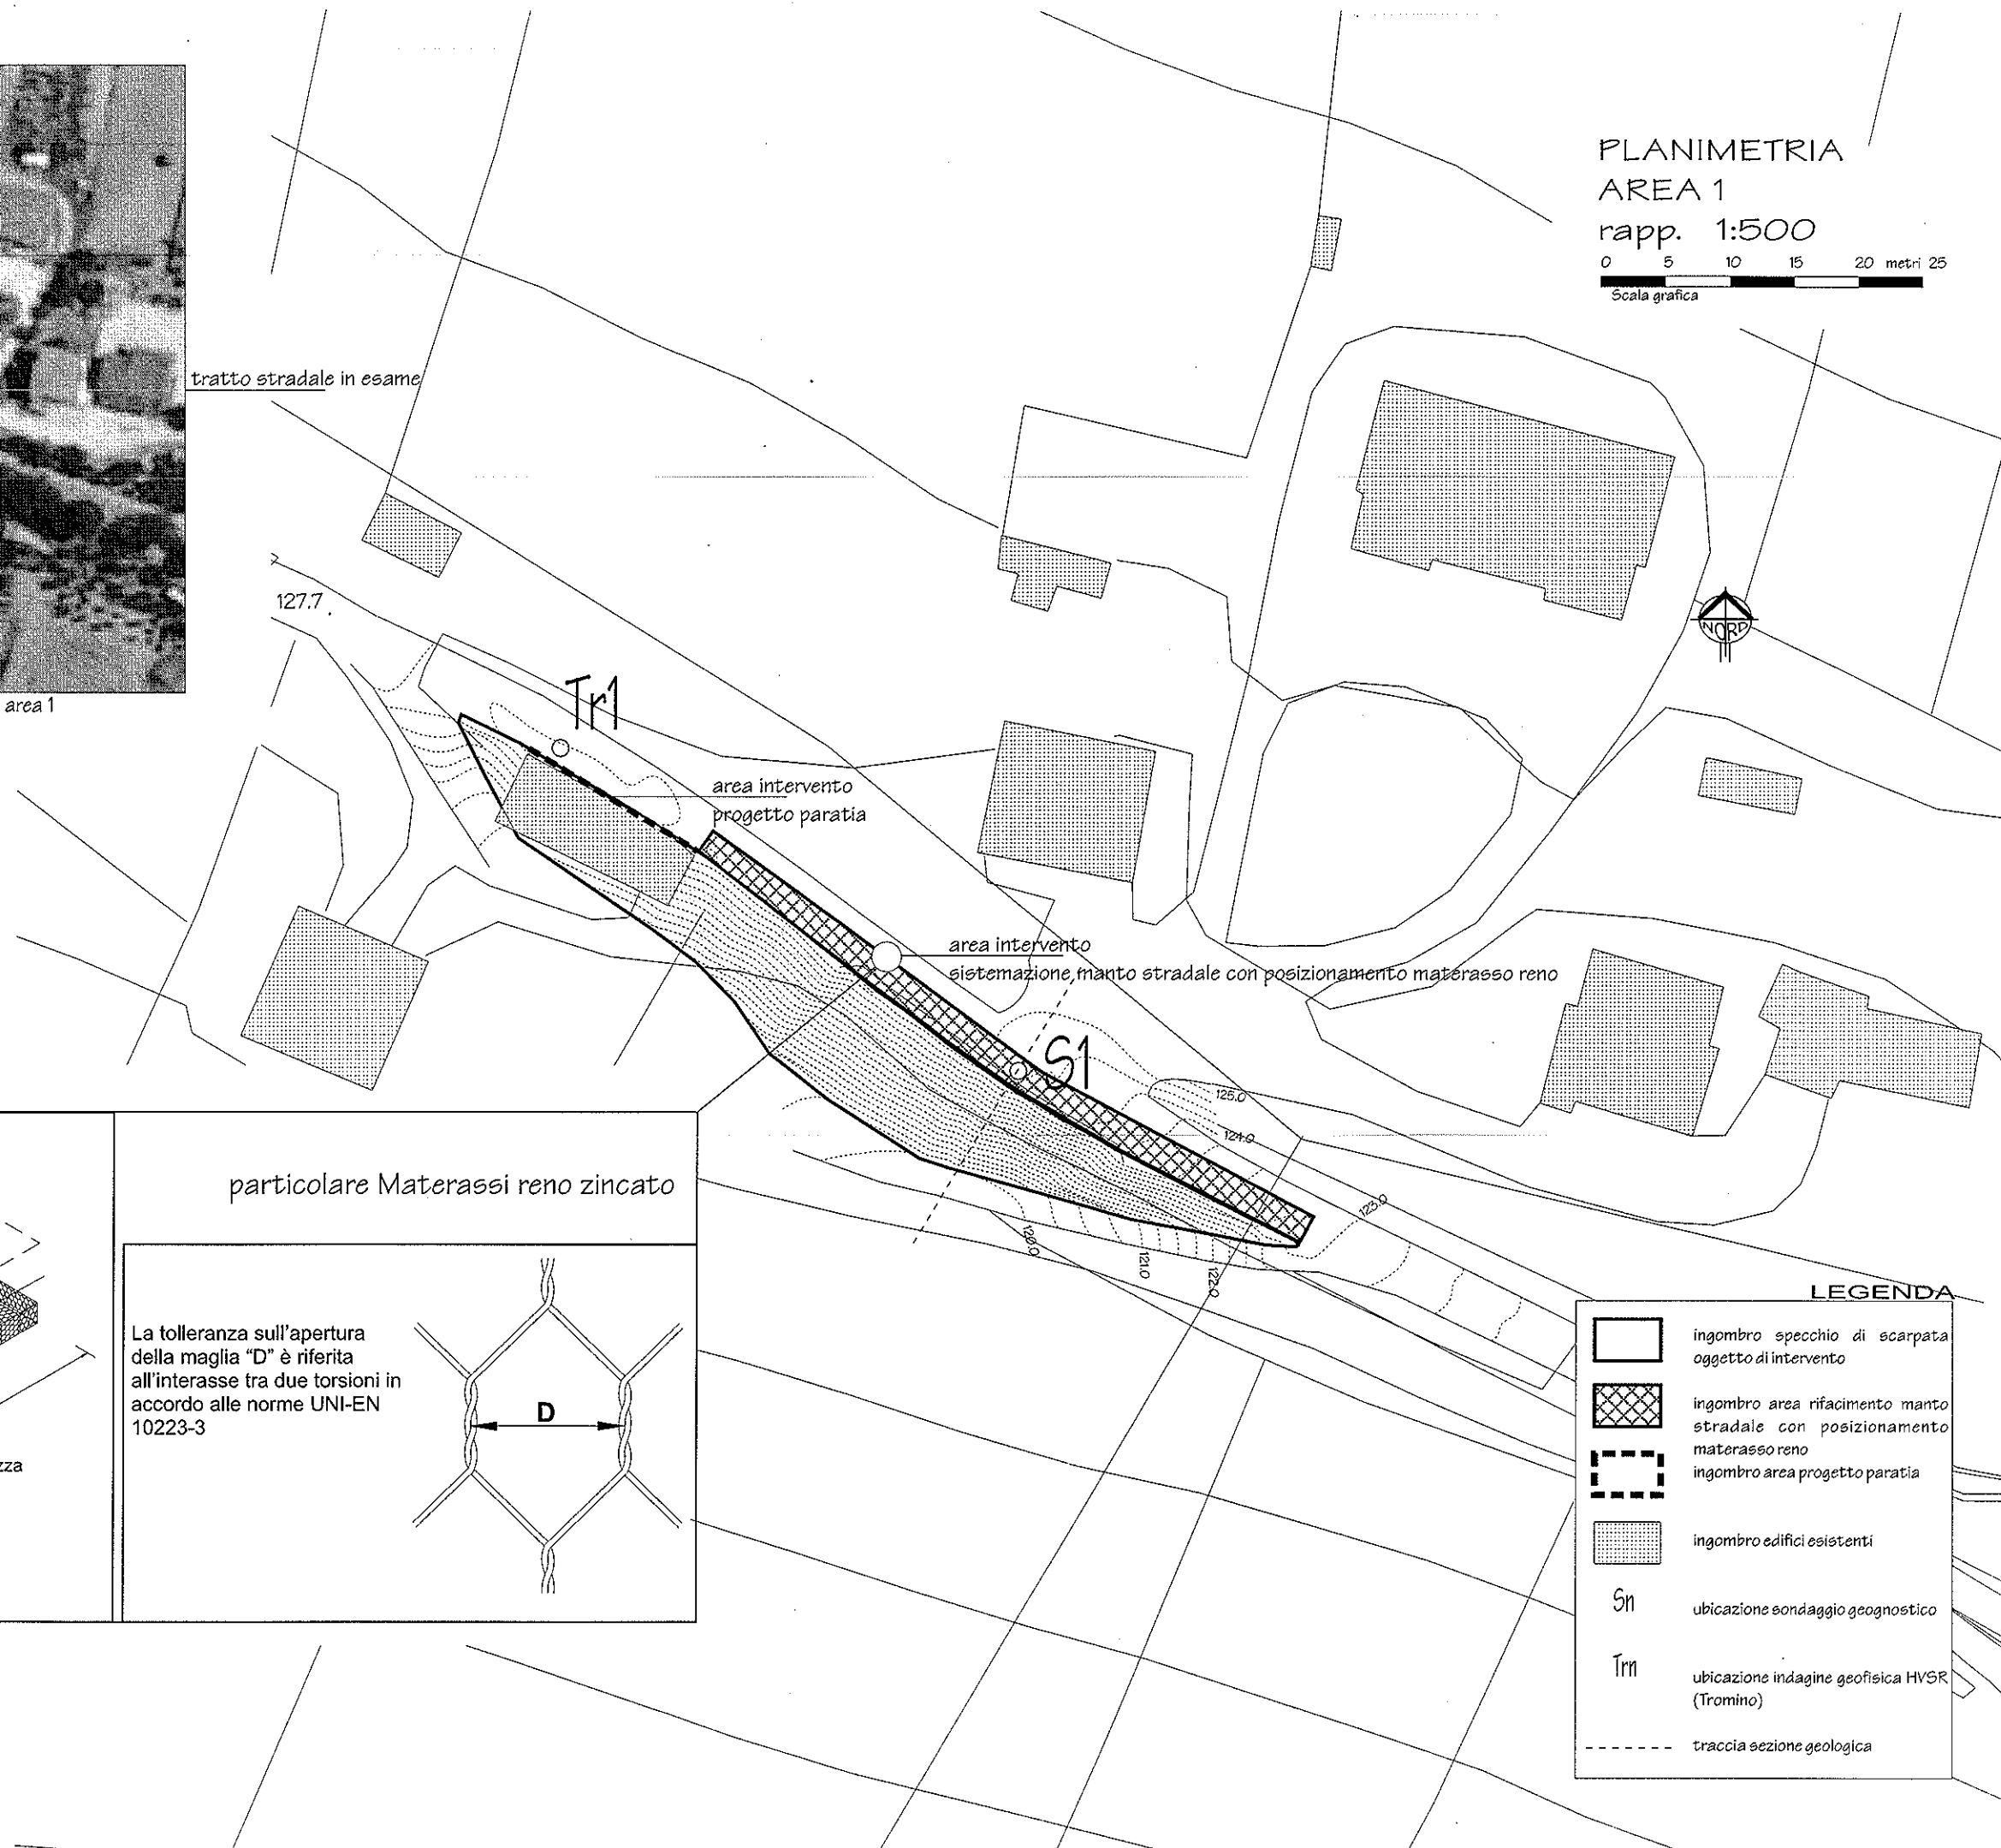 PLANIMETRIA
AREA 1
rapp. 1:500
0 5 10 15 20 metri 25
Scala grafica
tratto stradale in esame
area 1
127.7
NORD
Tr1
area intervento
progetto paratia
area intervento
sistemazione manto stradale con posizionamento materasso reno
S1
125.0
124.0
123.0
120.0
121.0
122.0
particolare Materassi reno zincato
La tolleranza sull'apertura
della maglia "D" è riferita
all'interasse tra due torsioni in
accordo alle norme UNI-EN
10223-3
D
zza
LEGENDA
ingombro specchio di scarpata
oggetto di intervento
ingombro area rifacimento manto
stradale con posizionamento
materasso reno
ingombro area progetto paratia
ingombro edifici esistenti
Sn
ubicazione sondaggio geognostico
Trn
ubicazione indagine geofisica HVSR
(Tromino)
traccia sezione geologica